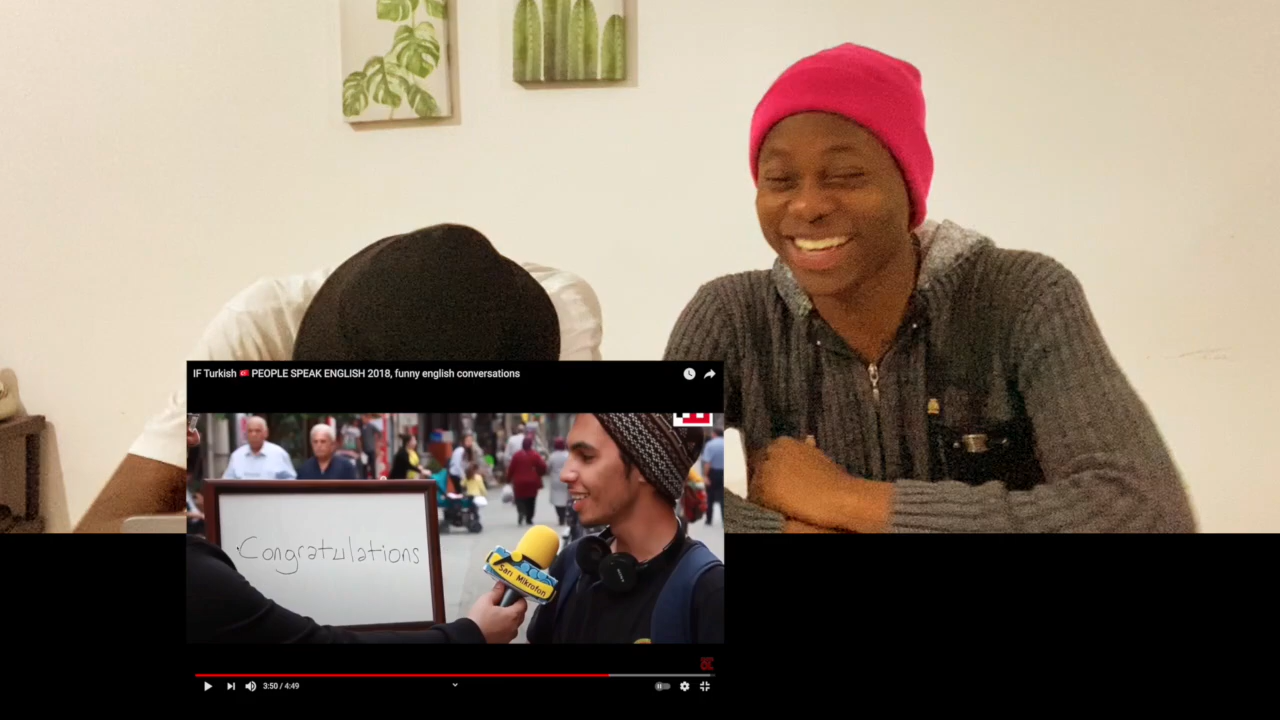 IF Turkish 🇹🇷 PEOPLE SPEAK ENGLISH 2018, funny english conversations
Congratulations
Sarı Mikrofon
3:50 / 4:49